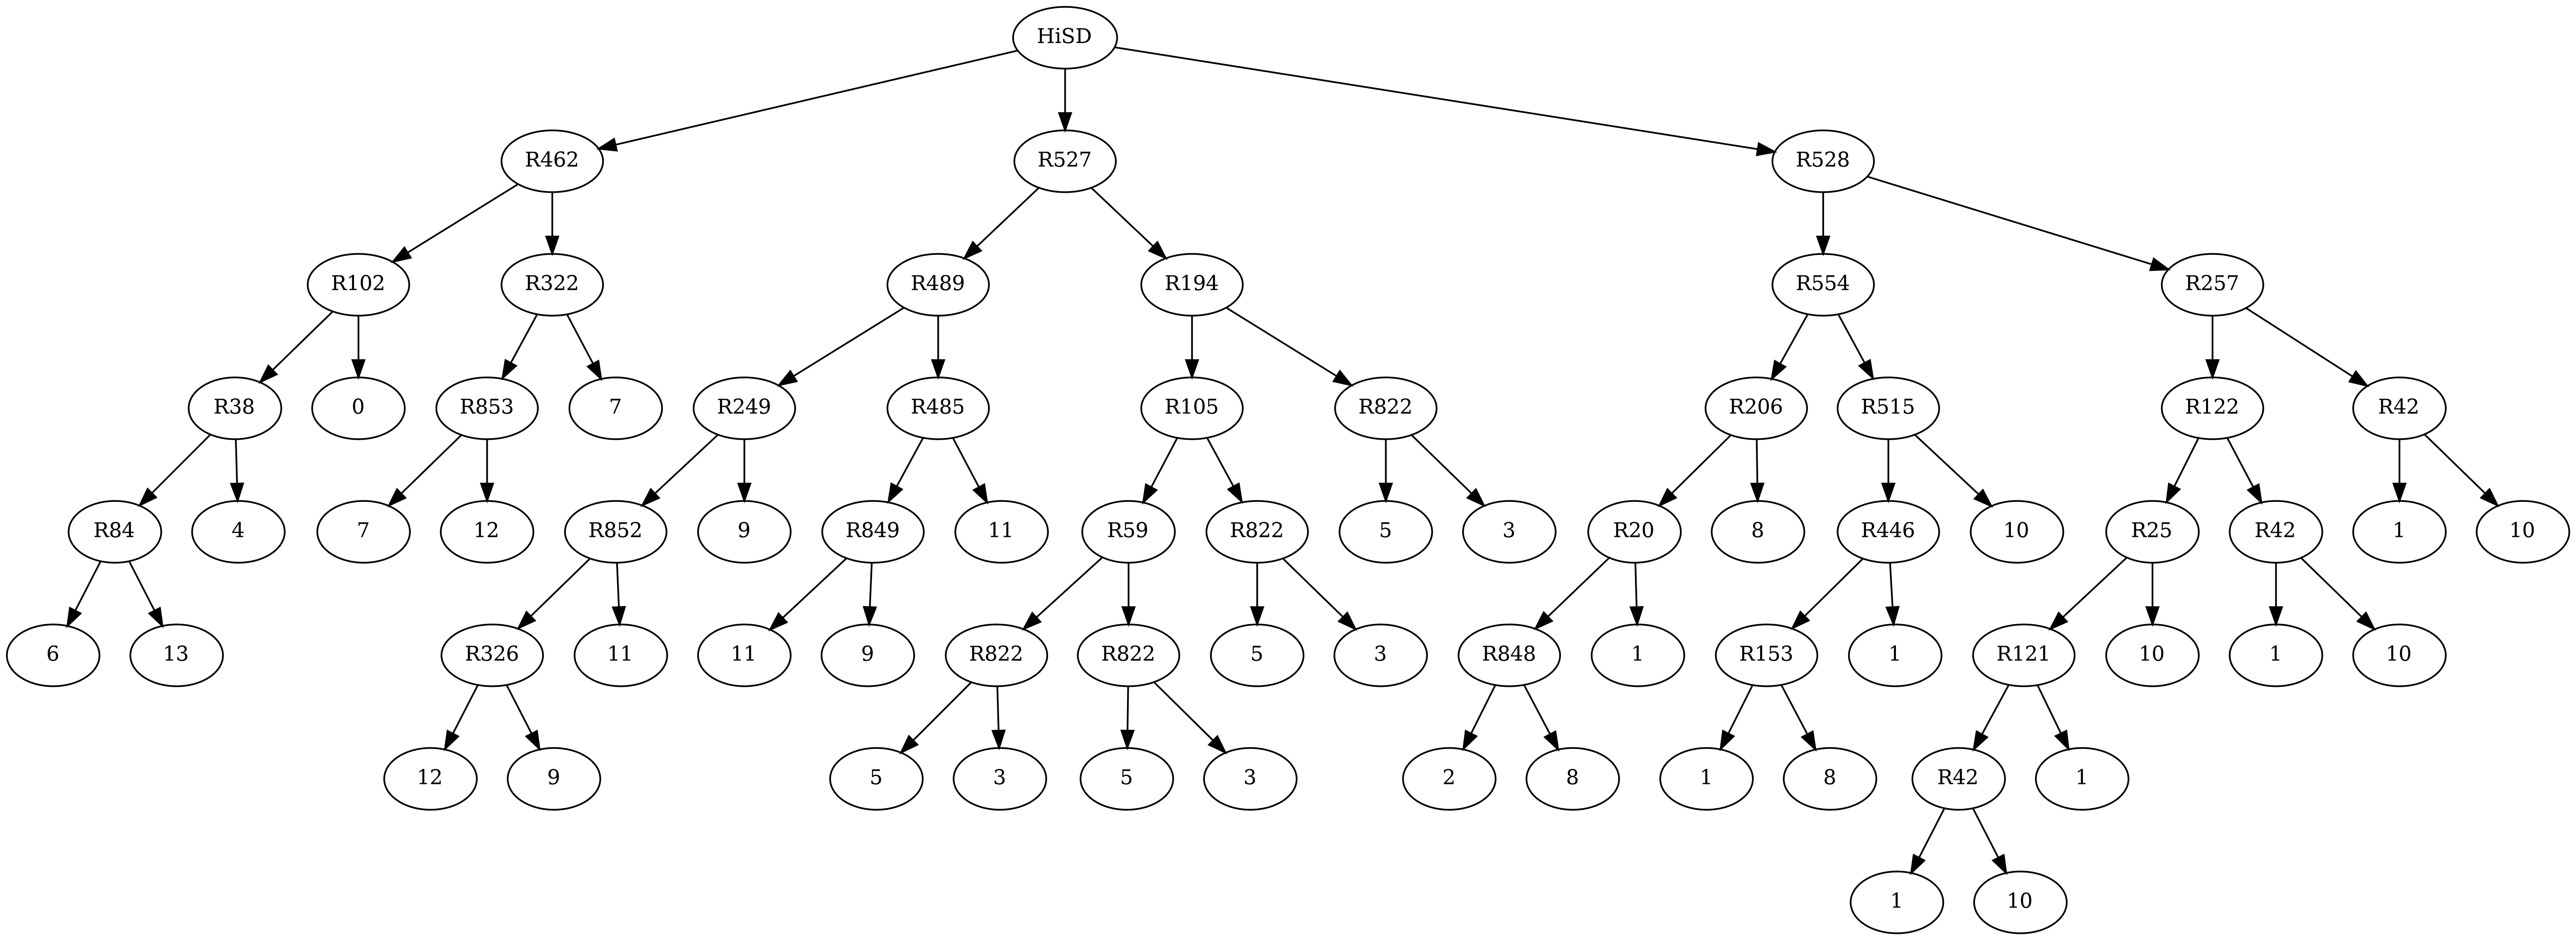 HiSD
R462 R527 R528
R102 R322 R489 R194 R554 R257
R38 0 R853 7 R249 R485 R105 R822 R206 R515 R122 R42
R84 4 7 12 R852 9 R849 11 R59 R822 5 3 R20 8 R446 10 R25 R42 1 10
6 13 R326 11 11 9 R822 R822 5 3 R848 1 R153 1 R121 10 1 10
12 9 5 3 5 3 2 8 1 8 R42 1
1 10